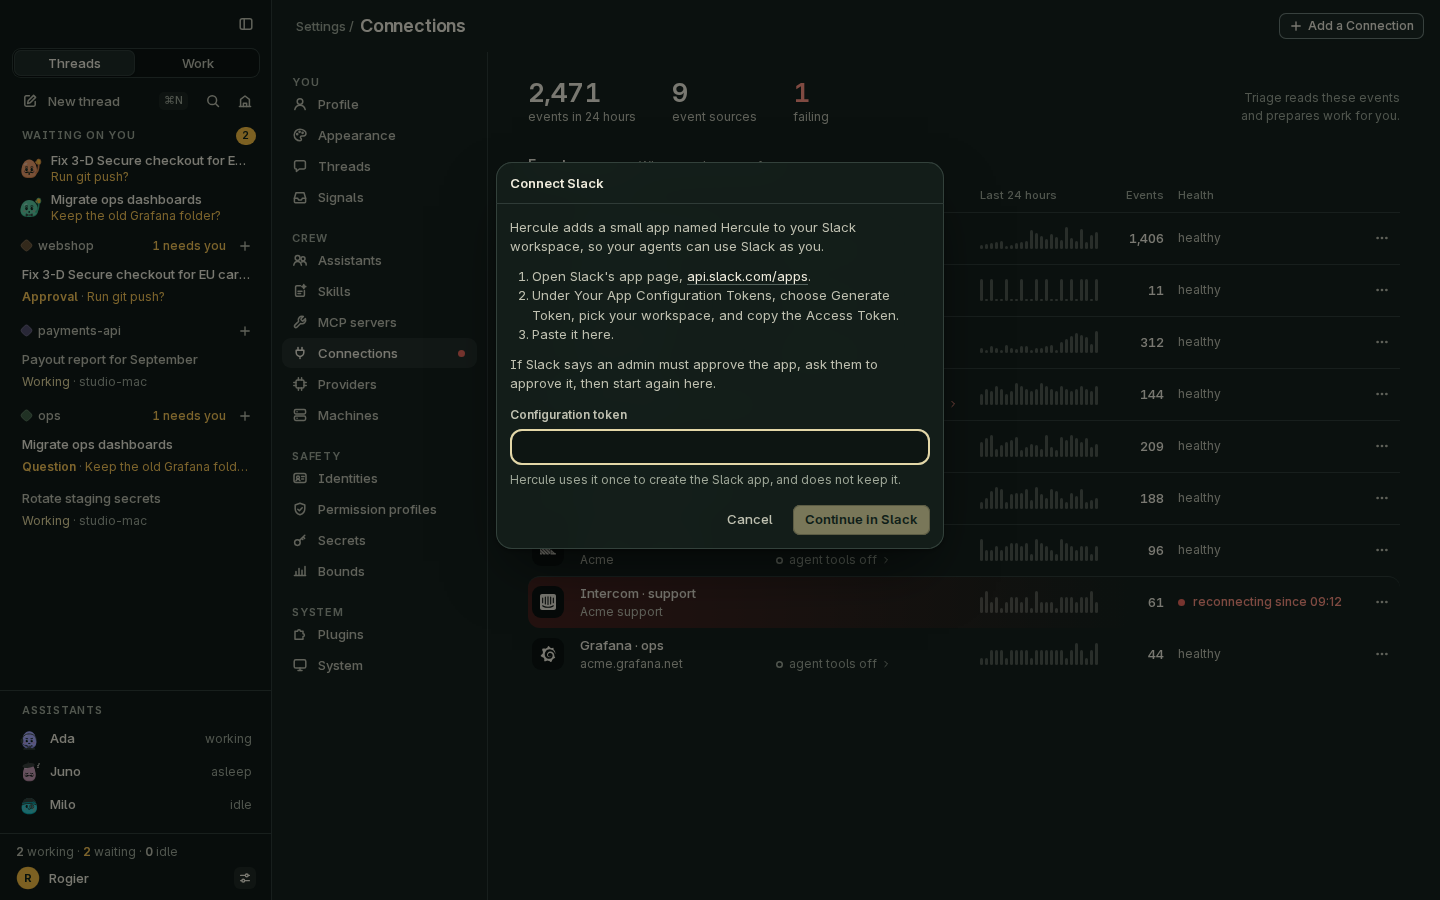 Threads
Work
New thread
⌘N
WAITING ON YOU
2
Fix 3-D Secure checkout for E...
Run git push?
Migrate ops dashboards
Keep the old Grafana folder?
webshop
1 needs you
Fix 3-D Secure checkout for EU car...
Approval · Run git push?
payments-api
Payout report for September
Working · studio-mac
ops
1 needs you
Migrate ops dashboards
Question · Keep the old Grafana fold...
Rotate staging secrets
Working · studio-mac
ASSISTANTS
Ada
working
Juno
asleep
Milo
idle
2 working · 2 waiting · 0 idle
R
Rogier
Settings / Connections
Add a Connection
YOU
Profile
Appearance
Threads
Signals
CREW
Assistants
Skills
MCP servers
Connections
Providers
Machines
SAFETY
Identities
Permission profiles
Secrets
Bounds
SYSTEM
Plugins
System
2,471
events in 24 hours
9
event sources
1
failing
Triage reads these events
and prepares work for you.
Last 24 hours
Events
Health
1,406
healthy
11
healthy
312
healthy
144
healthy
209
healthy
188
healthy
Connect Slack
Hercule adds a small app named Hercule to your Slack
workspace, so your agents can use Slack as you.
1. Open Slack's app page, api.slack.com/apps.
2. Under Your App Configuration Tokens, choose Generate
Token, pick your workspace, and copy the Access Token.
3. Paste it here.
If Slack says an admin must approve the app, ask them to
approve it, then start again here.
Configuration token
Hercule uses it once to create the Slack app, and does not keep it.
Cancel
Continue in Slack
Acme
agent tools off
96
healthy
Intercom · support
Acme support
61
reconnecting since 09:12
Grafana · ops
acme.grafana.net
agent tools off
44
healthy